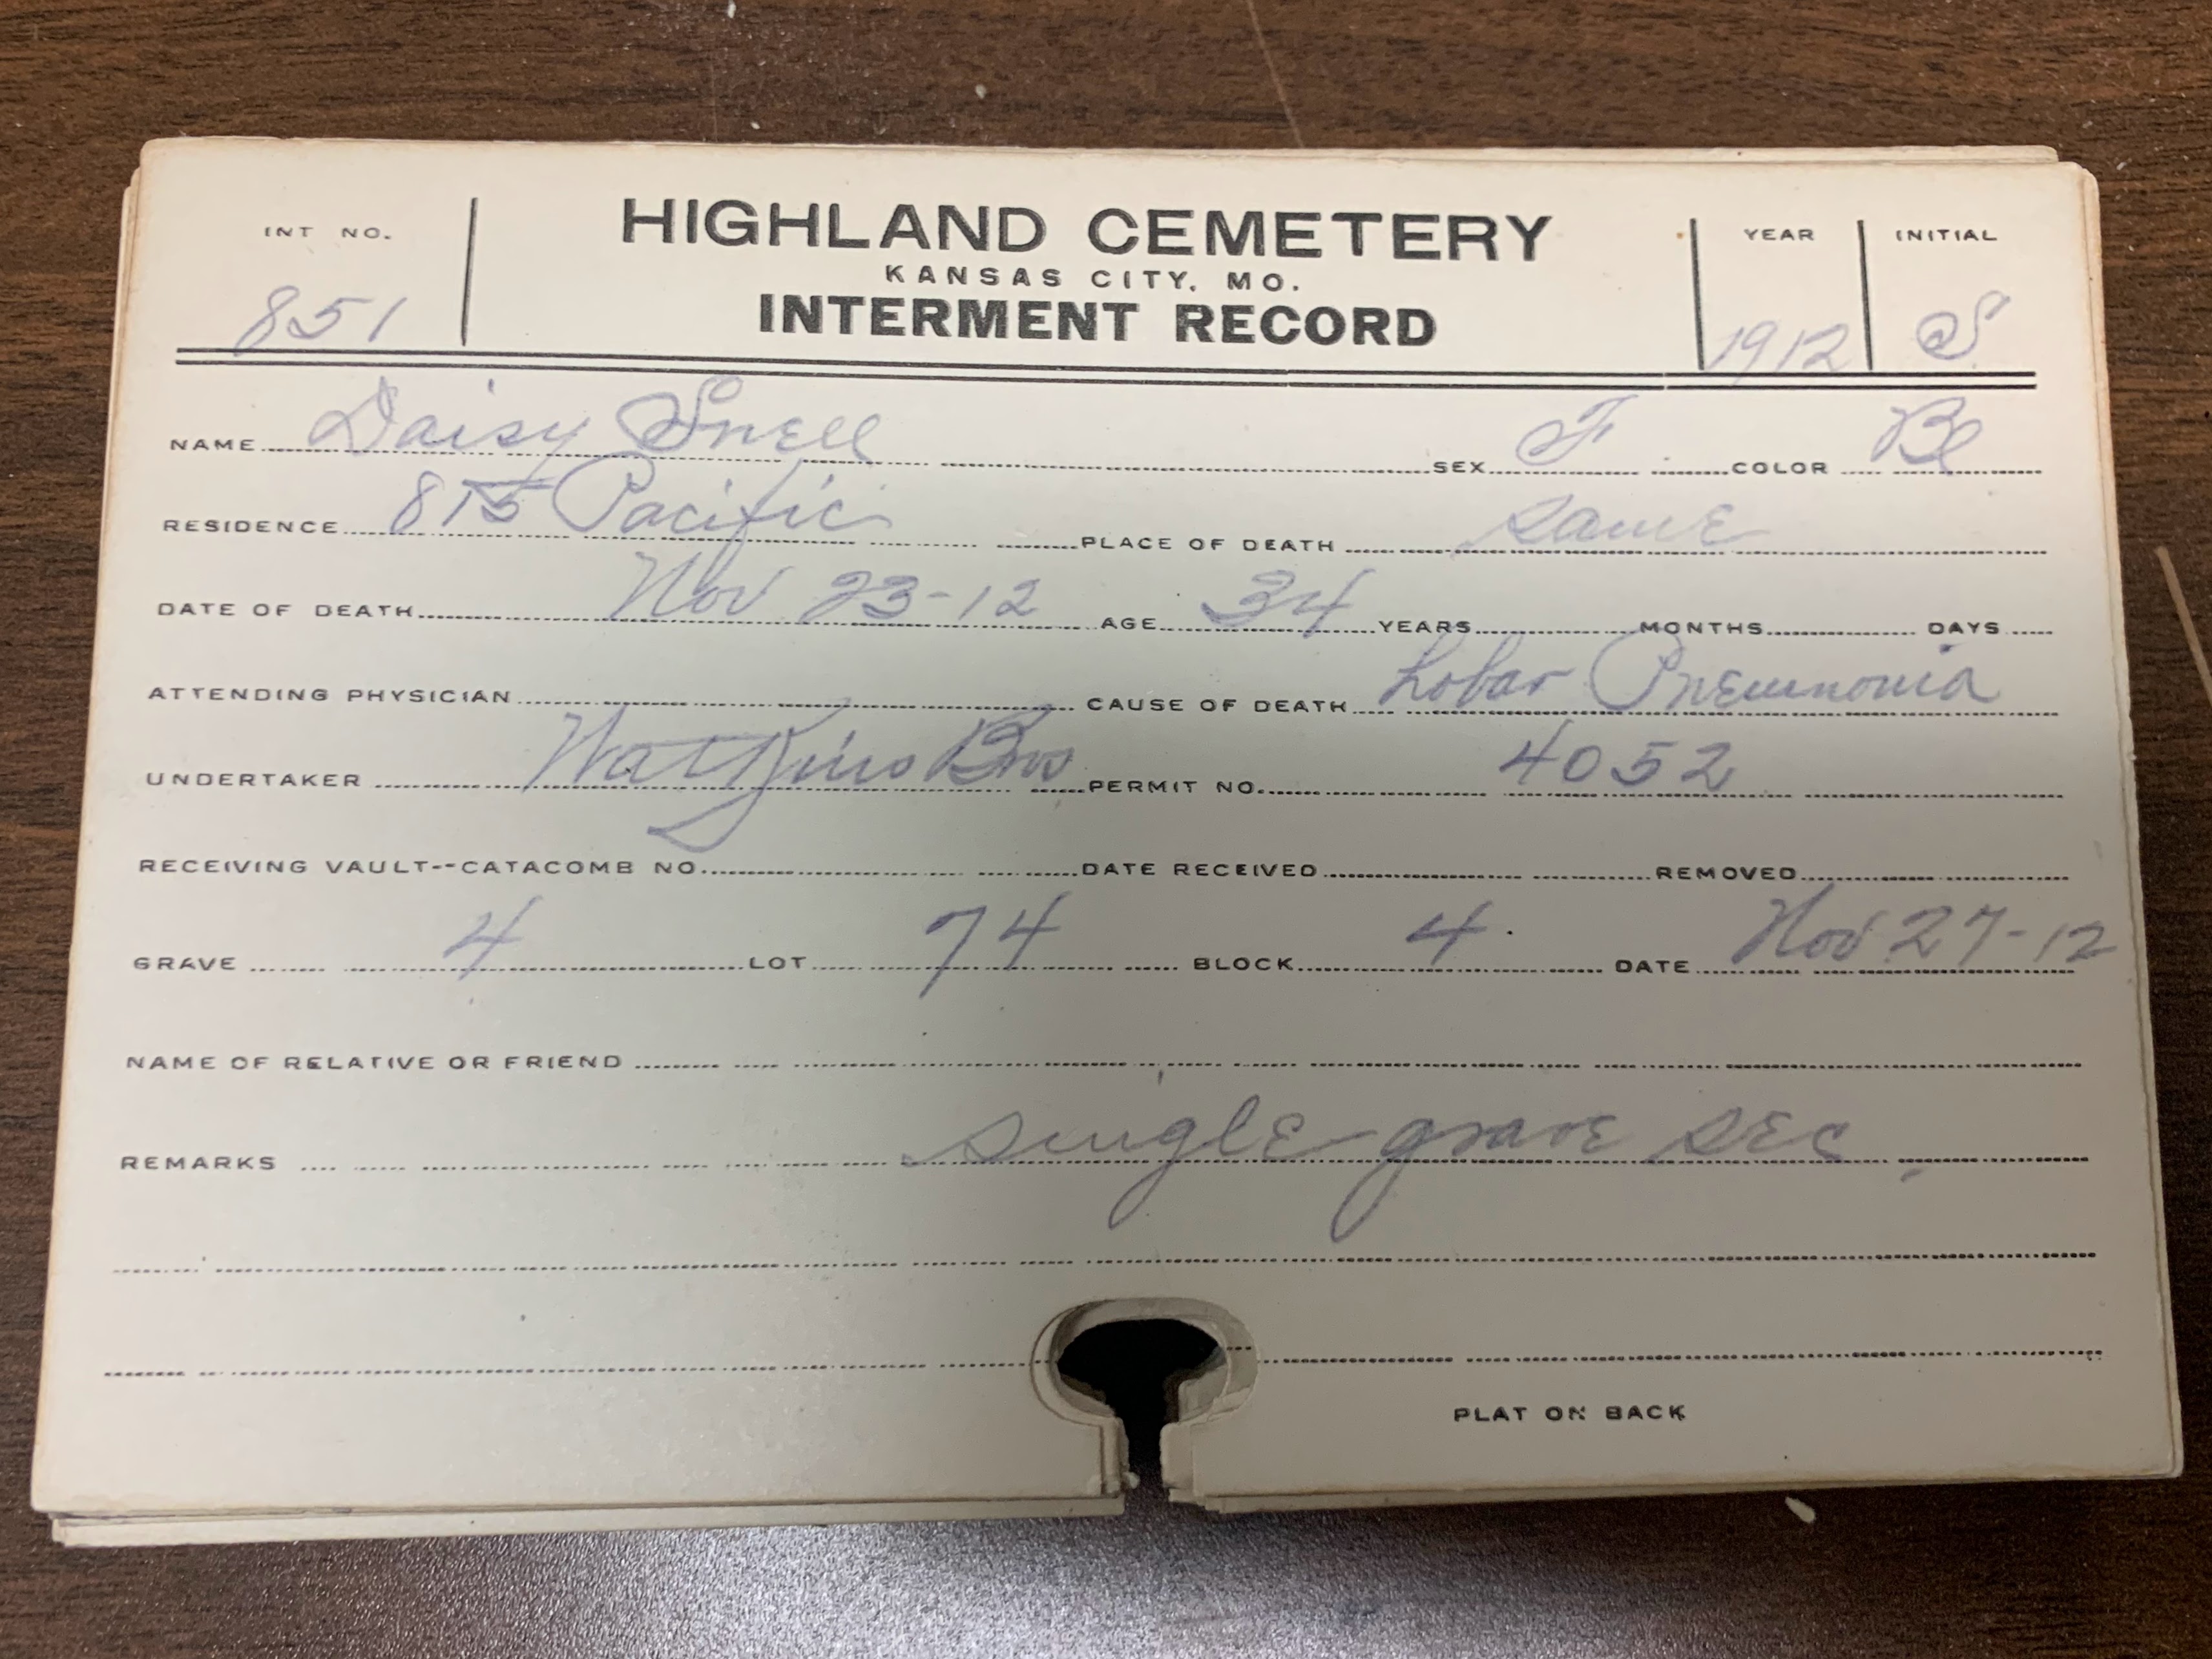 INT NO. HIGHLAND CEMETERY YEAR INITIAL
KANSAS CITY, MO.
851 INTERMENT RECORD 1912 S
NAME Daisy Snell SEX F COLOR Bl
RESIDENCE 815 Pacific PLACE OF DEATH same
DATE OF DEATH Nov 23-12 AGE 34 YEARS MONTHS DAYS
ATTENDING PHYSICIAN CAUSE OF DEATH Lobar Pneumonia
UNDERTAKER Watkins Bros PERMIT NO. 4052
RECEIVING VAULT--CATACOMB NO. DATE RECEIVED REMOVED
GRAVE 4 LOT 74 BLOCK 4 DATE Nov 27-12
NAME OF RELATIVE OR FRIEND
REMARKS single grave sec
PLAT ON BACK